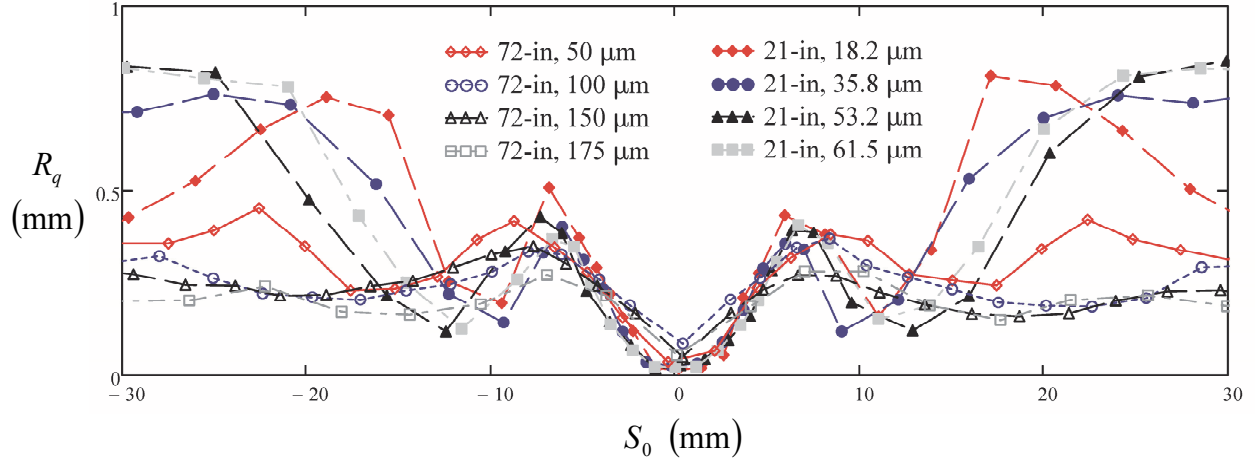 1
72-in, 50 μm 21-in, 18.2 μm
72-in, 100 μm 21-in, 35.8 μm
72-in, 150 μm 21-in, 53.2 μm
72-in, 175 μm 21-in, 61.5 μm
R_q
0.5
(mm)
0
− 30 − 20 − 10 0 10 20 30
S_0 (mm)